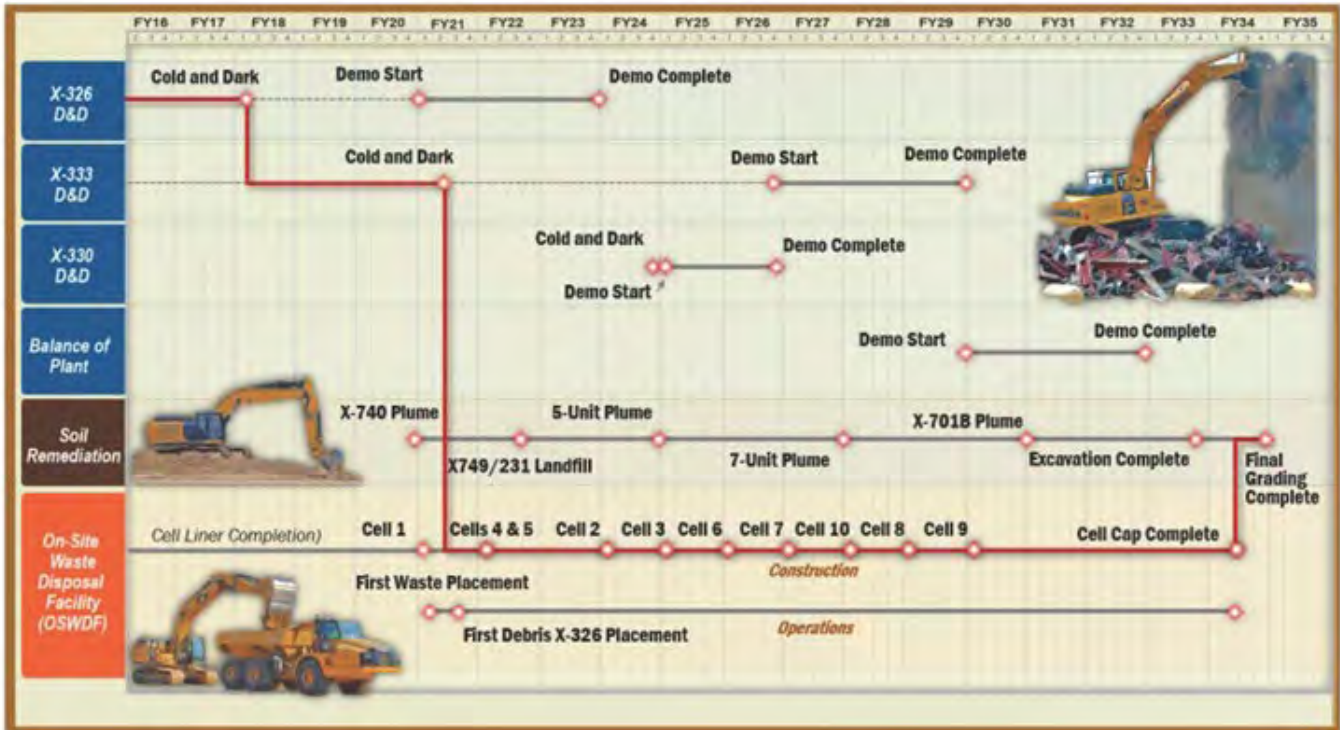 FY16 FY17 FY18 FY19 FY20 FY21 FY22 FY23 FY24 FY25 FY26 FY27 FY28 FY29 FY30 FY31 FY32 FY33 FY34 FY35
X-326
D&D
Cold and Dark
Demo Start
Demo Complete
X-333
D&D
Cold and Dark
Demo Start
Demo Complete
X-330
D&D
Cold and Dark
Demo Start
Demo Complete
Balance of
Plant
Demo Start
Demo Complete
Soil
Remediation
X-740 Plume
X749/231 Landfill
5-Unit Plume
7-Unit Plume
X-701B Plume
Excavation Complete
Final
Grading
Complete
On-Site
Waste
Disposal
Facility
(OSWDF)
Cell Liner Completion)
Cell 1
Cells 4 & 5
Cell 2
Cell 3
Cell 6
Cell 7
Cell 10
Cell 8
Cell 9
Cell Cap Complete
Construction
First Waste Placement
First Debris X-326 Placement
Operations